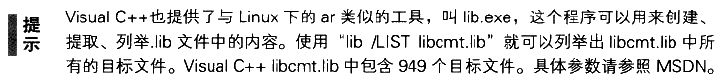 提示
Visual C++也提供了与 Linux 下的 ar 类似的工具，叫 lib.exe，这个程序可以用来创建、
提取、列举.lib 文件中的内容。使用“lib /LIST libcmt.lib”就可以列举出 libcmt.lib 中所
有的目标文件。Visual C++ libcmt.lib 中包含 949 个目标文件。具体参数请参照 MSDN。